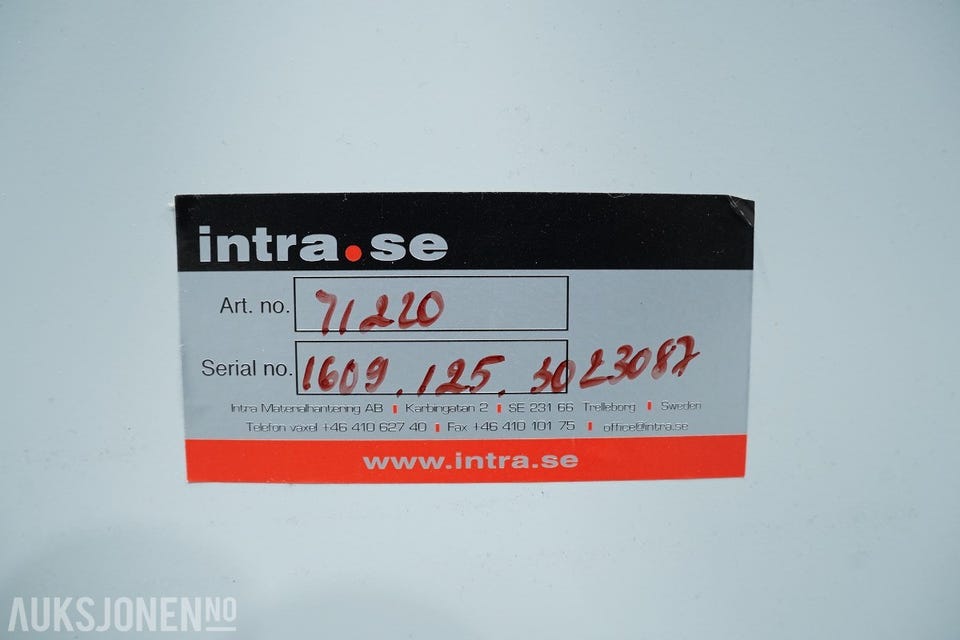 intra.se
Art. no. 71220
Serial no. 1609.125.3023087
Intra Materialhantering AB | Karbingatan 2 | SE 231 66 Trelleborg | Sweden
Telefon växel +46 410 627 40 | Fax +46 410 101 75 | office@intra.se
www.intra.se
AUKSJONEN NO